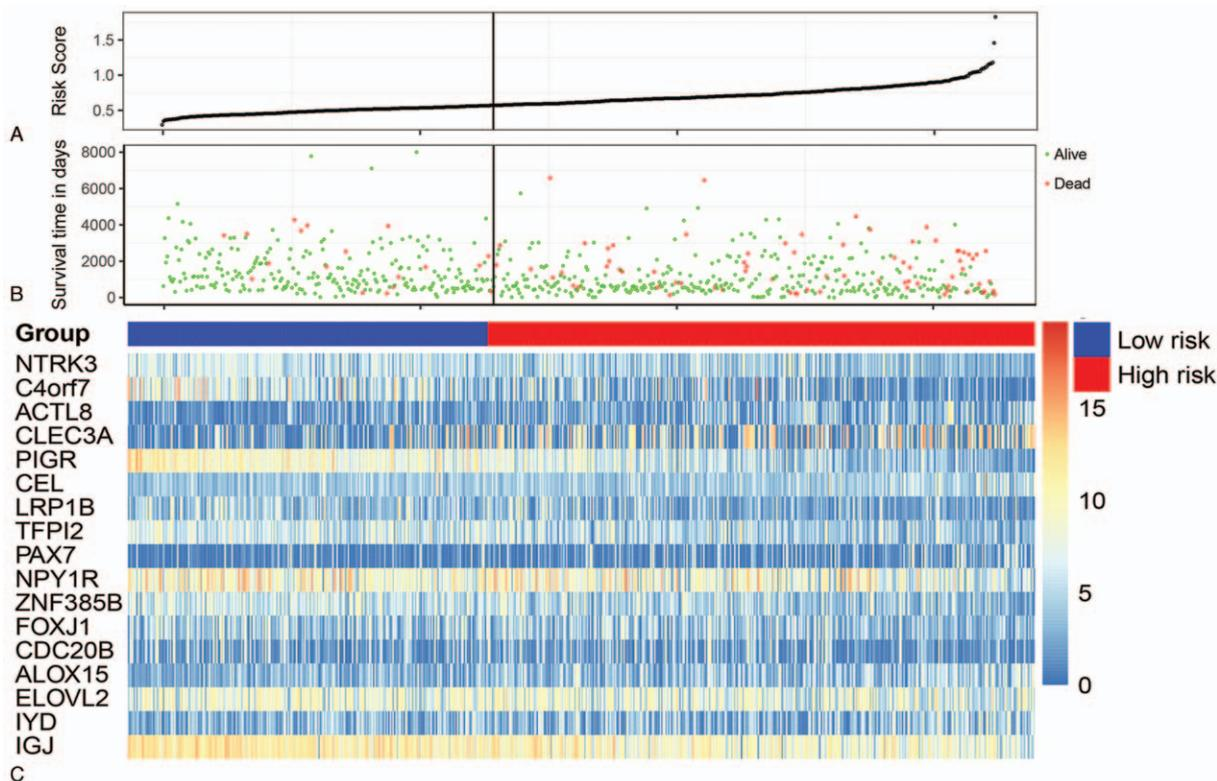 Risk Score
1.5
1.0
0.5
A
Survival time in days
8000
6000
4000
2000
0
B
Alive
Dead
Group
NTRK3
C4orf7
ACTL8
CLEC3A
PIGR
CEL
LRP1B
TFPI2
PAX7
NPY1R
ZNF385B
FOXJ1
CDC20B
ALOX15
ELOVL2
IYD
IGJ
Low risk
High risk
15
10
5
0
C